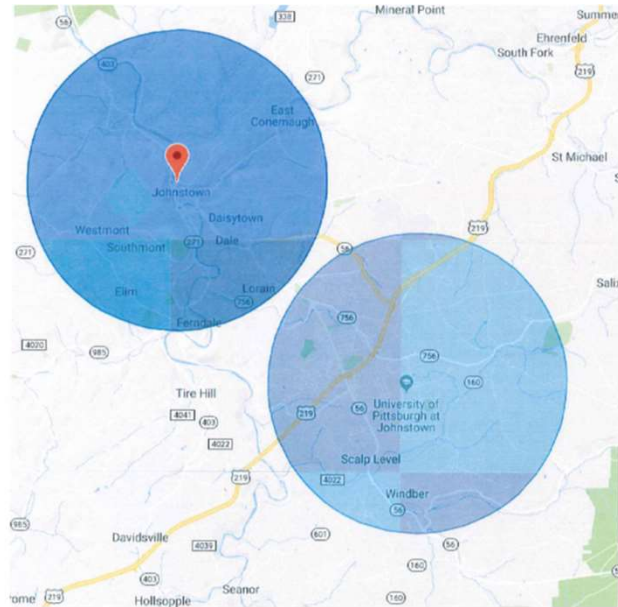 Mineral Point
56
338
Summer
Ehrenfeld
South Fork
219
403
271
East
Conemaugh
St Michael
Johnstown
Daisytown
219
Westmont
271
Dale
56
271
Southmont
Salix
Elim
Lorain
756
Ferndale
756
4020
985
756
160
Tire Hill
University of
Pittsburgh at
Johnstown
4041
403
219
56
4022
Scalp Level
219
4022
Windber
56
985
601
Davidsville
4039
56
403
Seanor
160
rome
219
Hollsopple
160